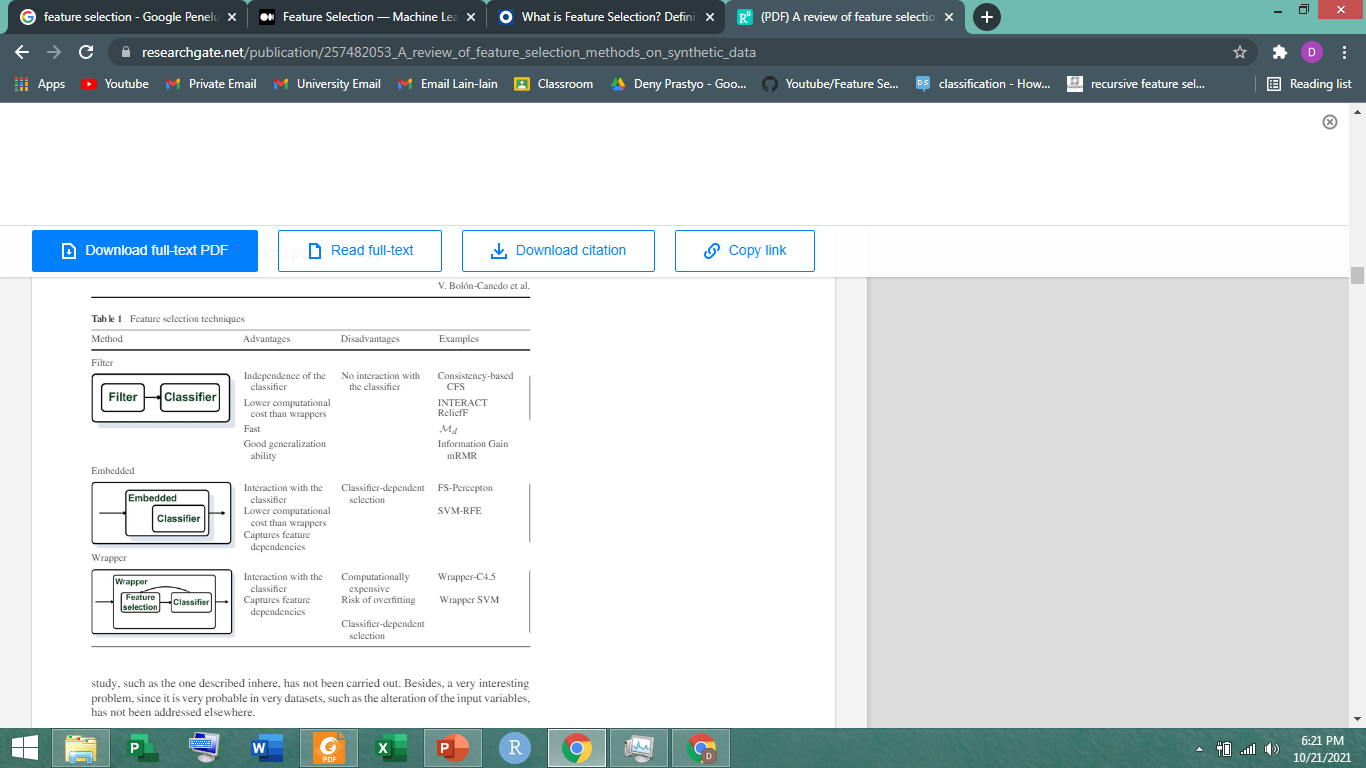 feature selection - Google Penelu
Feature Selection — Machine Lea
What is Feature Selection? Defini
(PDF) A review of feature selectio
researchgate.net/publication/257482053_A_review_of_feature_selection_methods_on_synthetic_data
D
Apps
Youtube
Private Email
University Email
Email Lain-lain
Classroom
Deny Prastyo - Goo...
Youtube/Feature Se...
classification - How...
recursive feature sel...
Reading list
Download full-text PDF
Read full-text
Download citation
Copy link
V. Bolón-Canedo et al.
Table 1 Feature selection techniques
Method Advantages Disadvantages Examples
Filter
Filter
Classifier
Independence of the
classifier
Lower computational
cost than wrappers
Fast
Good generalization
ability
No interaction with
the classifier
Consistency-based
CFS
INTERACT
ReliefF
Md
Information Gain
mRMR
Embedded
Embedded
Classifier
Interaction with the
classifier
Lower computational
cost than wrappers
Captures feature
dependencies
Classifier-dependent
selection
FS-Percepton
SVM-RFE
Wrapper
Wrapper
Feature
selection
Classifier
Interaction with the
classifier
Captures feature
dependencies
Computationally
expensive
Risk of overfitting
Classifier-dependent
selection
Wrapper-C4.5
Wrapper SVM
study, such as the one described inhere, has not been carried out. Besides, a very interesting
problem, since it is very probable in very datasets, such as the alteration of the input variables,
has not been addressed elsewhere.
6:21 PM
10/21/2021